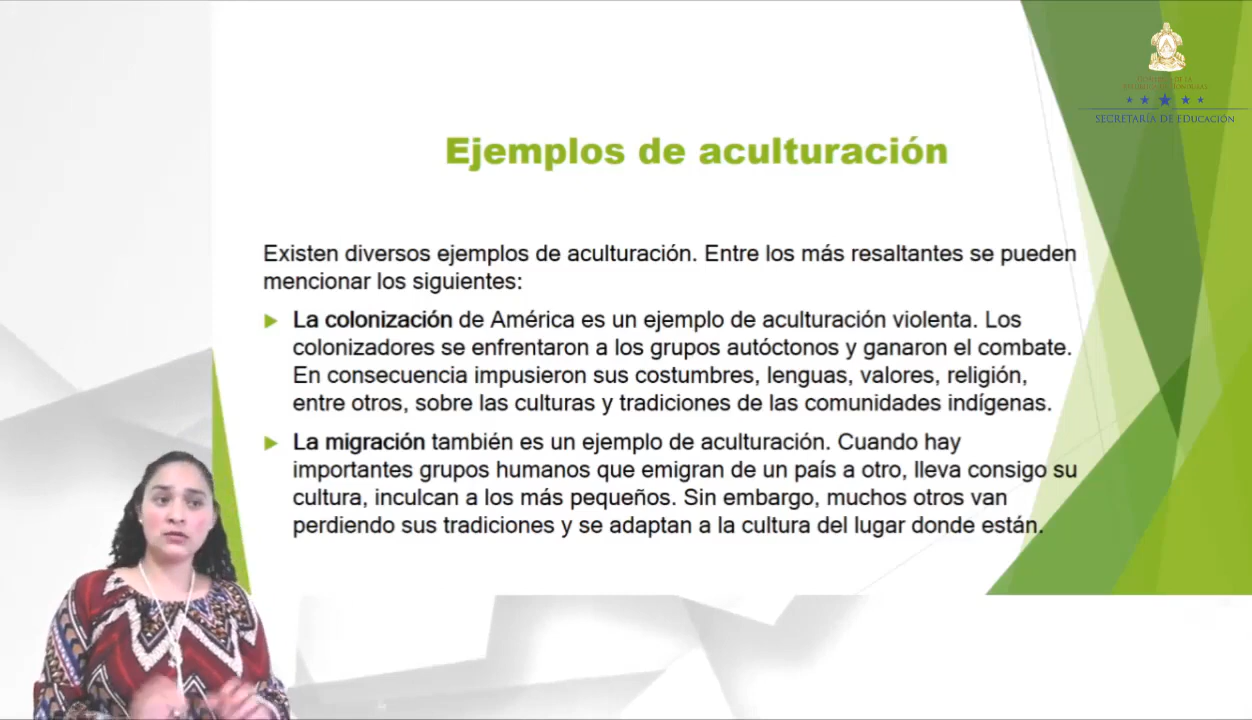 SECRETARÍA DE EDUCACIÓN
Ejemplos de aculturación
Existen diversos ejemplos de aculturación. Entre los más resaltantes se pueden
mencionar los siguientes:
La colonización de América es un ejemplo de aculturación violenta. Los
colonizadores se enfrentaron a los grupos autóctonos y ganaron el combate.
En consecuencia impusieron sus costumbres, lenguas, valores, religión,
entre otros, sobre las culturas y tradiciones de las comunidades indígenas.
La migración también es un ejemplo de aculturación. Cuando hay
importantes grupos humanos que emigran de un país a otro, lleva consigo su
cultura, inculcan a los más pequeños. Sin embargo, muchos otros van
perdiendo sus tradiciones y se adaptan a la cultura del lugar donde están.